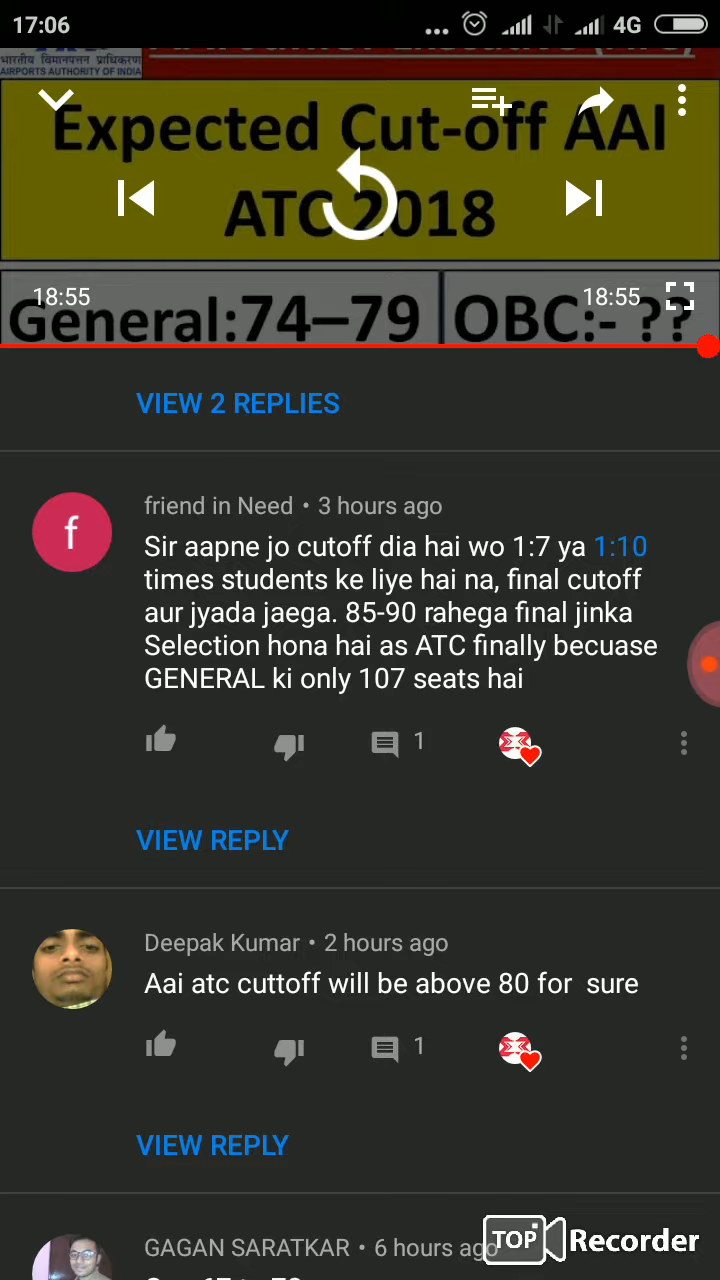 17:06
4G
भारतीय विमानपत्तन प्राधिकरण
AIRPORTS AUTHORITY OF INDIA
Expected Cut-off AAI
ATC 2018
18:55
18:55
General:74–79
OBC:- ??
VIEW 2 REPLIES
f
friend in Need • 3 hours ago
Sir aapne jo cutoff dia hai wo 1:7 ya 1:10
times students ke liye hai na, final cutoff
aur jyada jaega. 85-90 rahega final jinka
Selection hona hai as ATC finally becuase
GENERAL ki only 107 seats hai
1
VIEW REPLY
Deepak Kumar • 2 hours ago
Aai atc cuttoff will be above 80 for  sure
1
VIEW REPLY
GAGAN SARATKAR • 6 hours ago
TOP Recorder